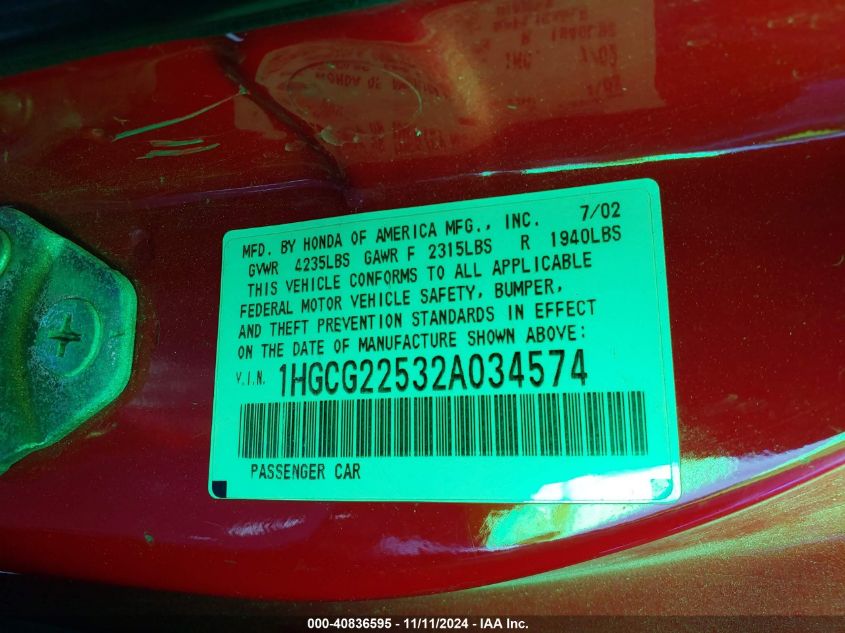 MFD. BY HONDA OF AMERICA MFG., INC. 7/02
GVWR 4235LBS GAWR F 2315LBS R 1940LBS
THIS VEHICLE CONFORMS TO ALL APPLICABLE
FEDERAL MOTOR VEHICLE SAFETY, BUMPER,
AND THEFT PREVENTION STANDARDS IN EFFECT
ON THE DATE OF MANUFACTURE SHOWN ABOVE:
V.I.N. 1HGCG22532A034574
PASSENGER CAR
000-40836595 - 11/11/2024 - IAA Inc.